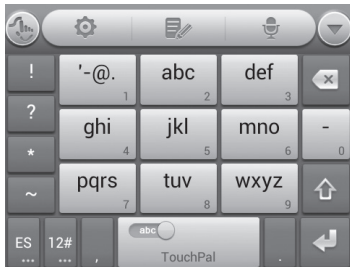 !
'-@. 1
abc 2
def 3
?
ghi 4
jkl 5
mno 6
- 0
*
~
pqrs 7
tuv 8
wxyz 9
ES ...
12# ...
,
abc
TouchPal
.